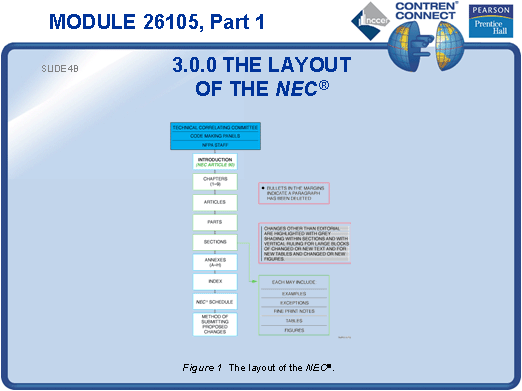 MODULE 26105, Part 1
nccer
CONTREN®
CONNECT
PEARSON
Prentice
Hall
SLIDE 4B
3.0.0 THE LAYOUT
OF THE NEC®
TECHNICAL CORRELATING COMMITTEE
CODE MAKING PANELS
NFPA STAFF
INTRODUCTION
(NEC ARTICLE 90)
CHAPTERS
(1–9)
ARTICLES
PARTS
SECTIONS
ANNEXES
(A–H)
INDEX
NEC® SCHEDULE
METHOD OF
SUBMITTING
PROPOSED
CHANGES
● BULLETS IN THE MARGINS
INDICATE A PARAGRAPH
HAS BEEN DELETED
CHANGES OTHER THAN EDITORIAL
ARE HIGHLIGHTED WITH GREY
SHADING WITHIN SECTIONS AND WITH
VERTICAL RULING FOR LARGE BLOCKS
OF CHANGED OR NEW TEXT AND FOR
NEW TABLES AND CHANGED OR NEW
FIGURES.
EACH MAY INCLUDE
EXAMPLES
EXCEPTIONS
FINE PRINT NOTES
TABLES
FIGURES
Figure 1 The layout of the NEC®.